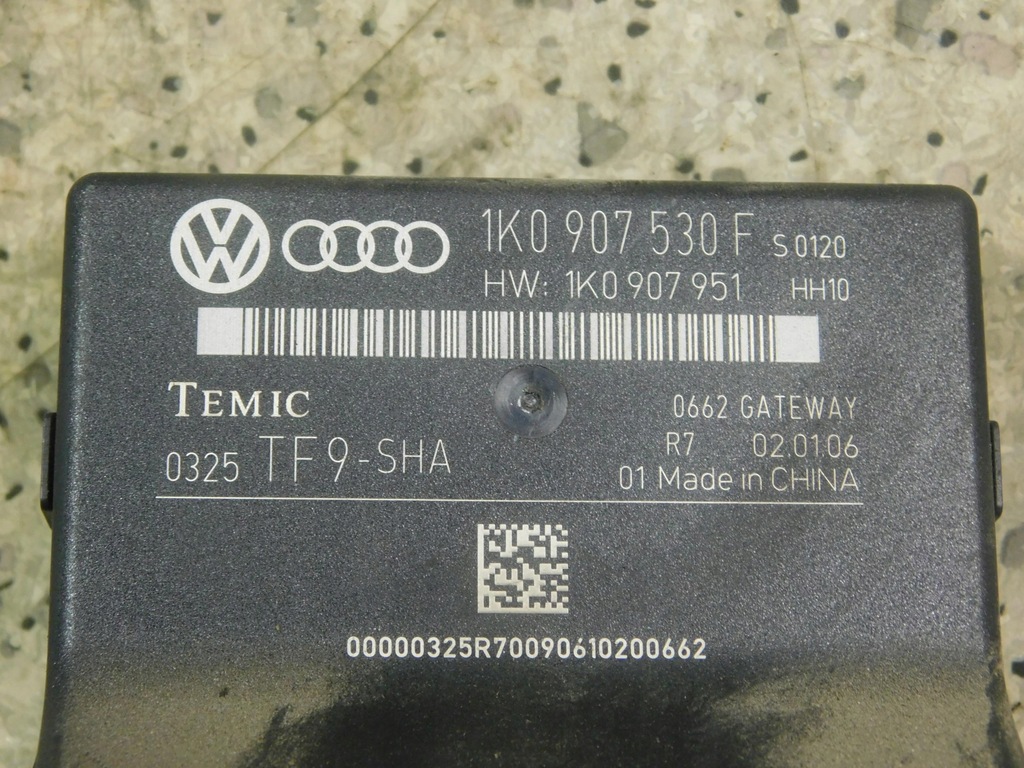 1K0 907 530 F S 0120
HW: 1K0 907 951 HH10
TEMIC
0662 GATEWAY
0325 TF9-SHA
R7 02.01.06
01 Made in CHINA
00000325R70090610200662